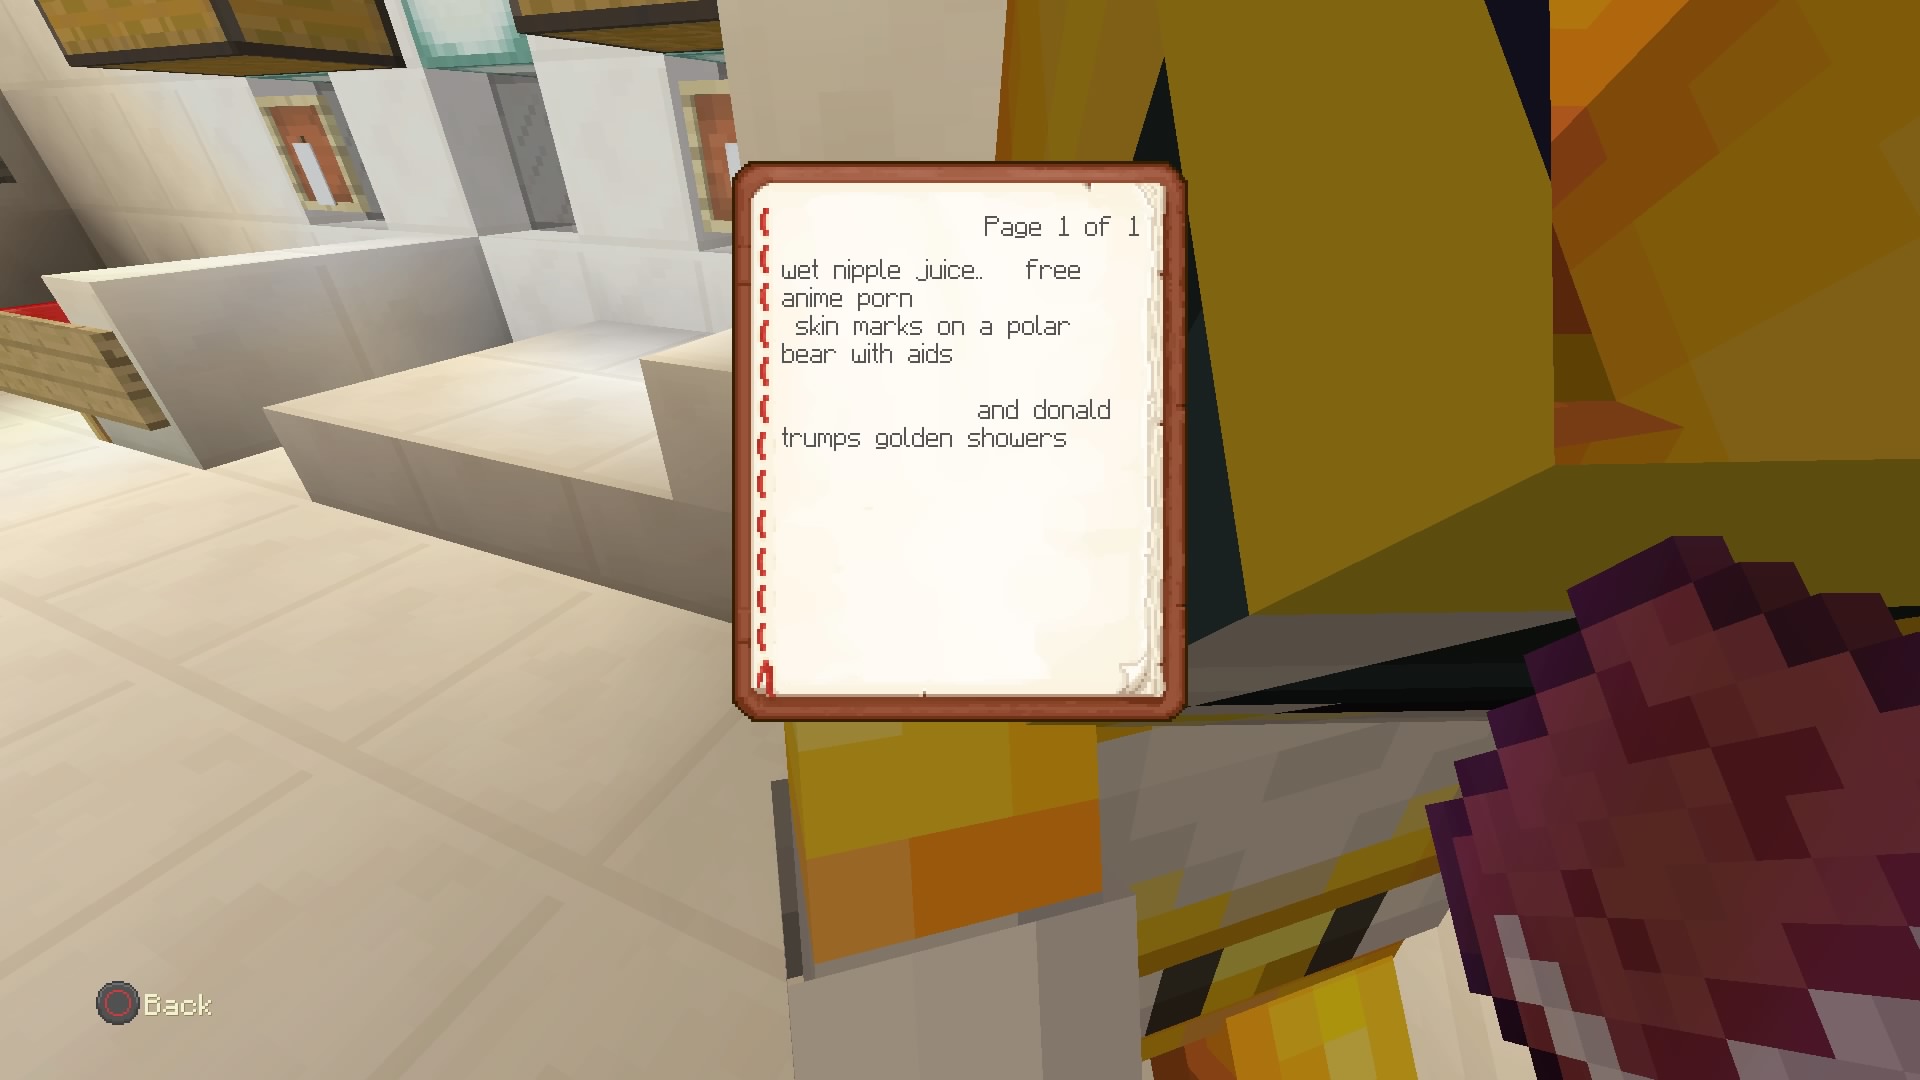 Page 1 of 1
wet nipple juice.. free
anime porn
skin marks on a polar
bear with aids
and donald
trumps golden showers
Back